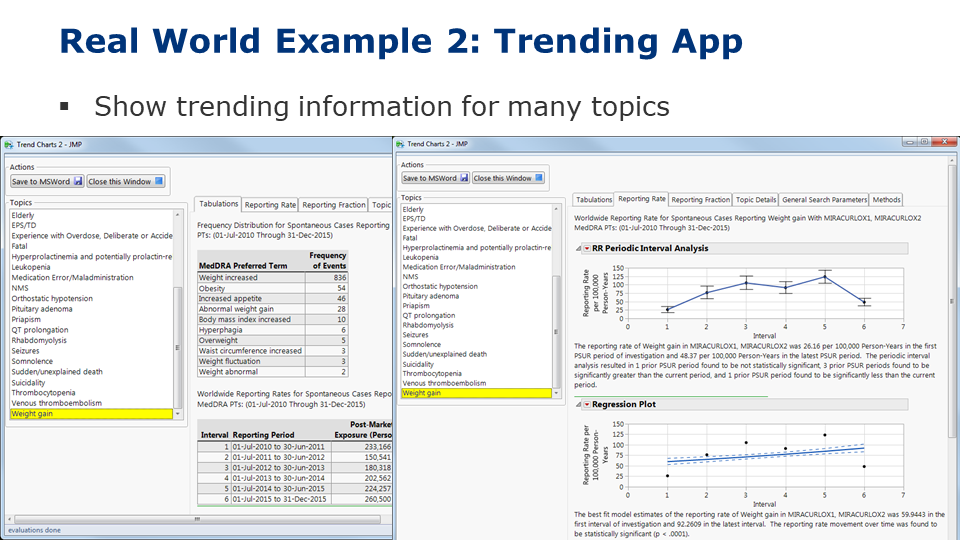 Real World Example 2: Trending App
▪ Show trending information for many topics
Trend Charts 2 - JMP
Actions
Save to MSWord Close this Window
Topics
Elderly
EPS/TD
Experience with Overdose, Deliberate or Accide
Fatal
Hyperprolactinemia and potentially prolactin-re
Leukopenia
Medication Error/Maladministration
NMS
Orthostatic hypotension
Pituitary adenoma
Priapism
QT prolongation
Rhabdomyolysis
Seizures
Somnolence
Sudden/unexplained death
Suicidality
Thrombocytopenia
Venous thromboembolism
Weight gain
evaluations done
Tabulations Reporting Rate Reporting Fraction Topic
Frequency Distribution for Spontaneous Cases Reporting
PTs: (01-Jul-2010 Through 31-Dec-2015)
Frequency
MedDRA Preferred Term of Events
Weight increased 836
Obesity 54
Increased appetite 46
Abnormal weight gain 28
Body mass index increased 10
Hyperphagia 6
Overweight 5
Waist circumference increased 3
Weight fluctuation 3
Weight abnormal 2
Worldwide Reporting Rates for Spontaneous Cases Repo
MedDRA PTs: (01-Jul-2010 Through 31-Dec-2015)
Post-Market
Interval Reporting Period Exposure (Perso
1 01-Jul-2010 to 30-Jun-2011 233,166
2 01-Jul-2011 to 30-Jun-2012 150,541
3 01-Jul-2012 to 30-Jun-2013 180,318
4 01-Jul-2013 to 30-Jun-2014 202,562
5 01-Jul-2014 to 30-Jun-2015 224,257
6 01-Jul-2015 to 31-Dec-2015 260,500
Trend Charts 2 - JMP
Actions
Save to MSWord Close this Window
Topics
Elderly
EPS/TD
Experience with Overdose, Deliberate or Accide
Fatal
Hyperprolactinemia and potentially prolactin-re
Leukopenia
Medication Error/Maladministration
NMS
Orthostatic hypotension
Pituitary adenoma
Priapism
QT prolongation
Rhabdomyolysis
Seizures
Somnolence
Sudden/unexplained death
Suicidality
Thrombocytopenia
Venous thromboembolism
Weight gain
Tabulations Reporting Rate Reporting Fraction Topic Details General Search Parameters Methods
Worldwide Reporting Rate for Spontaneous Cases Reporting Weight gain With MIRACURLOX1, MIRACURLOX2
MedDRA PTs: (01-Jul-2010 Through 31-Dec-2015)
RR Periodic Interval Analysis
Reporting Rate
per 100,000
Person-Years
150
125
100
75
50
25
0
0 1 2 3 4 5 6 7
Interval
The reporting rate of Weight gain in MIRACURLOX1, MIRACURLOX2 was 26.16 per 100,000 Person-Years in the first
PSUR period of investigation and 48.37 per 100,000 Person-Years in the latest PSUR period. The periodic interval
analysis resulted in 1 prior PSUR period found to be not statistically significant, 3 prior PSUR periods found to be
significantly greater than the current period, and 1 prior PSUR period found to be significantly less than the current
period.
Regression Plot
Reporting Rate per
100,000 Person-
Years
150
125
100
75
50
25
0
0 1 2 3 4 5 6 7
Interval
The best fit model estimates of the reporting rate of Weight gain in MIRACURLOX1, MIRACURLOX2 was 59.9443 in the
first interval of investigation and 92.2609 in the latest interval. The reporting rate movement over time was found to
be statistically significant (p < .0001).